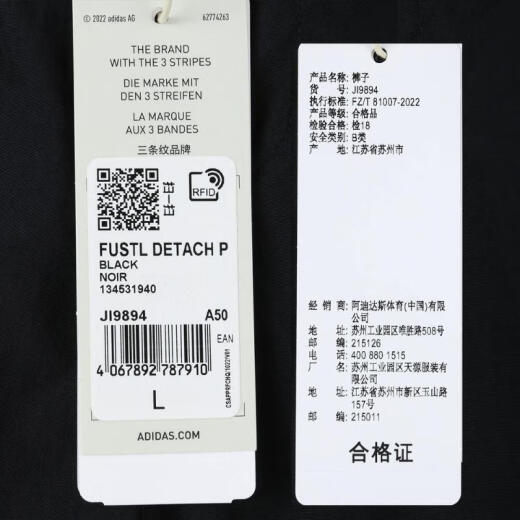 © 2022 adidas AG 62774263
THE BRAND
WITH THE 3 STRIPES
DIE MARKE MIT
DEN 3 STREIFEN
LA MARQUE
AUX 3 BANDES
三条纹品牌
RFID
FUSTL DETACH P
BLACK
NOIR
134531940
JI9894 A50
EAN
4 067892 787910
L
ADIDAS.COM
产品名称: 裤子
货 号: JI9894
执行标准: FZ/T 81007-2022
产品等级: 合格品
检验合格: 检18
安全类别: B类
产 地: 江苏省苏州市
经 销 商: 阿迪达斯体育(中国)有限公司
地 址: 苏州工业园区唯胜路508号
邮 编: 215126
电 话: 400 880 1515
厂 名: 苏州工业园区天源服装有限公司
地 址: 江苏省苏州市新区玉山路157号
邮 编: 215011
合格证